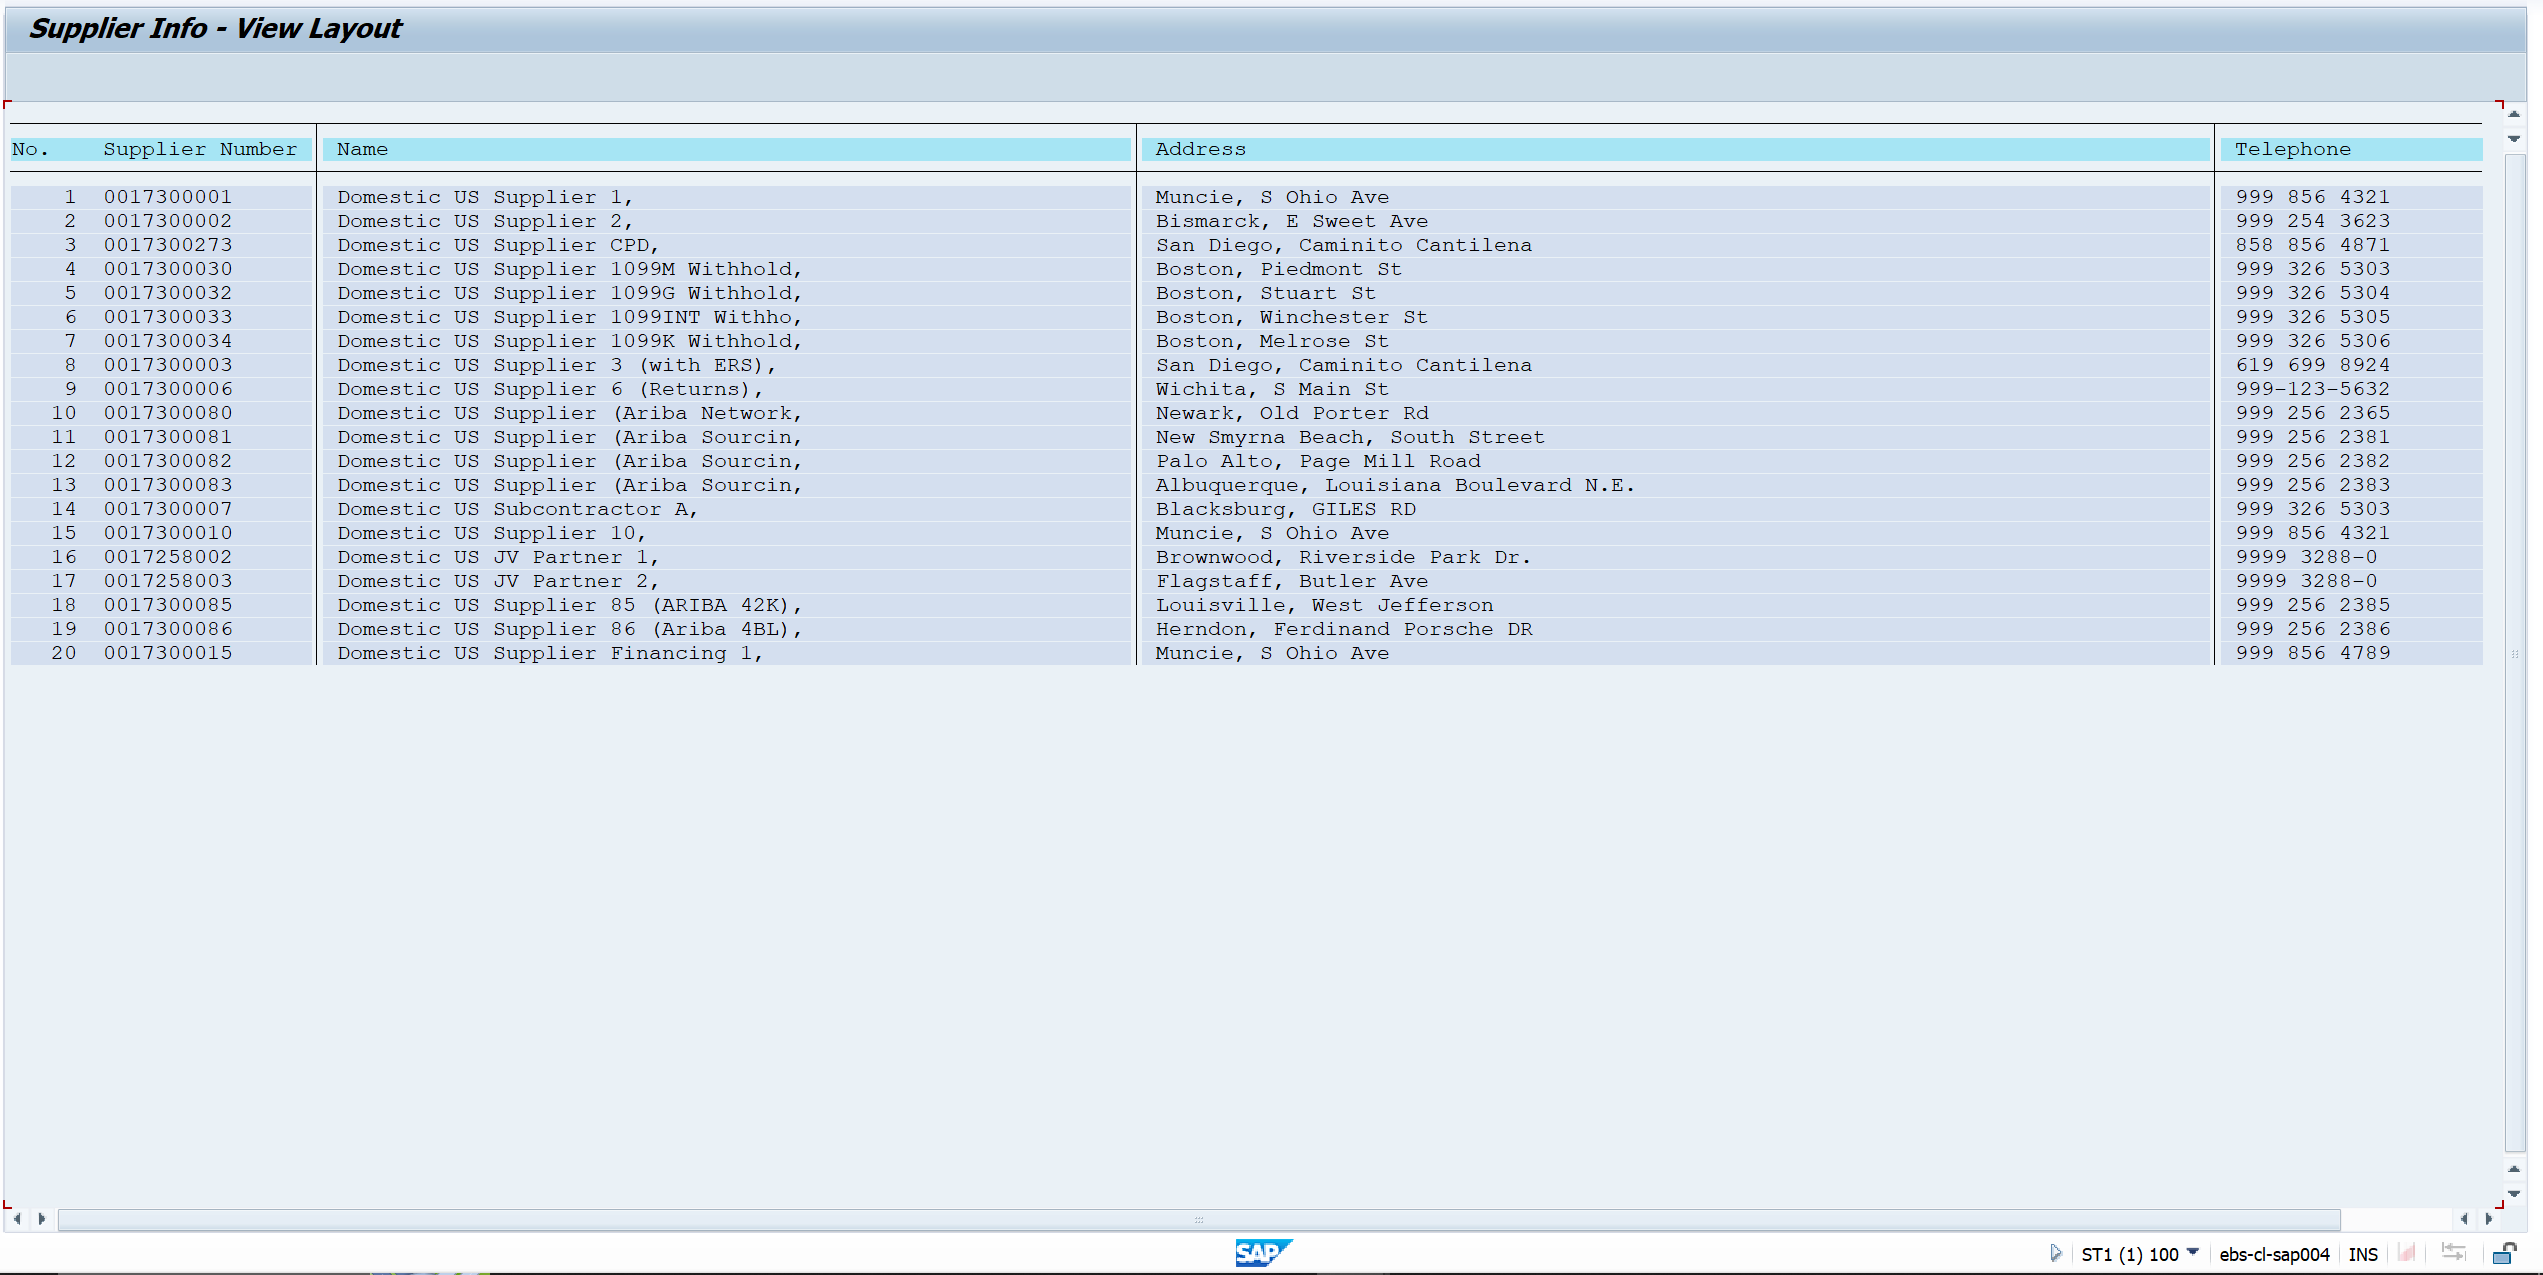 Supplier Info - View Layout
No. Supplier Number Name Address Telephone
1 0017300001 Domestic US Supplier 1, Muncie, S Ohio Ave 999 856 4321
2 0017300002 Domestic US Supplier 2, Bismarck, E Sweet Ave 999 254 3623
3 0017300273 Domestic US Supplier CPD, San Diego, Caminito Cantilena 858 856 4871
4 0017300030 Domestic US Supplier 1099M Withhold, Boston, Piedmont St 999 326 5303
5 0017300032 Domestic US Supplier 1099G Withhold, Boston, Stuart St 999 326 5304
6 0017300033 Domestic US Supplier 1099INT Withho, Boston, Winchester St 999 326 5305
7 0017300034 Domestic US Supplier 1099K Withhold, Boston, Melrose St 999 326 5306
8 0017300003 Domestic US Supplier 3 (with ERS), San Diego, Caminito Cantilena 619 699 8924
9 0017300006 Domestic US Supplier 6 (Returns), Wichita, S Main St 999-123-5632
10 0017300080 Domestic US Supplier (Ariba Network, Newark, Old Porter Rd 999 256 2365
11 0017300081 Domestic US Supplier (Ariba Sourcin, New Smyrna Beach, South Street 999 256 2381
12 0017300082 Domestic US Supplier (Ariba Sourcin, Palo Alto, Page Mill Road 999 256 2382
13 0017300083 Domestic US Supplier (Ariba Sourcin, Albuquerque, Louisiana Boulevard N.E. 999 256 2383
14 0017300007 Domestic US Subcontractor A, Blacksburg, GILES RD 999 326 5303
15 0017300010 Domestic US Supplier 10, Muncie, S Ohio Ave 999 856 4321
16 0017258002 Domestic US JV Partner 1, Brownwood, Riverside Park Dr. 9999 3288-0
17 0017258003 Domestic US JV Partner 2, Flagstaff, Butler Ave 9999 3288-0
18 0017300085 Domestic US Supplier 85 (ARIBA 42K), Louisville, West Jefferson 999 256 2385
19 0017300086 Domestic US Supplier 86 (Ariba 4BL), Herndon, Ferdinand Porsche DR 999 256 2386
20 0017300015 Domestic US Supplier Financing 1, Muncie, S Ohio Ave 999 856 4789
SAP ST1 (1) 100 ebs-cl-sap004 INS